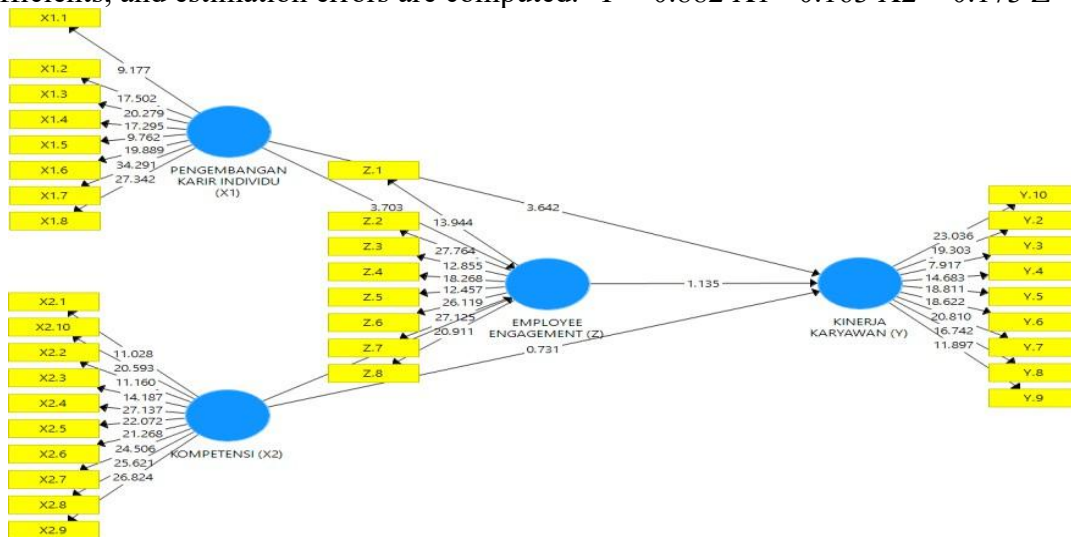 and estimation errors are computed.
X1.1
X1.2
X1.3
X1.4
X1.5
X1.6
X1.7
X1.8
9.177
17.502
20.279
17.295
9.762
19.889
34.291
27.342
PENGEMBANGAN
KARIR INDIVIDU
(X1)
X2.1
X2.10
X2.2
X2.3
X2.4
X2.5
X2.6
X2.7
X2.8
X2.9
11.028
20.593
11.160
14.187
27.137
22.072
21.268
24.506
25.621
26.824
KOMPETENSI (X2)
Z.1
Z.2
Z.3
Z.4
Z.5
Z.6
Z.7
Z.8
3.703
13.944
27.764
12.855
18.268
12.457
26.119
27.125
20.911
EMPLOYEE
ENGAGEMENT (Z)
3.642
1.135
0.731
KINERJA
KARYAWAN (Y)
23.036
19.303
7.917
14.683
18.811
18.622
20.810
16.742
11.897
Y.10
Y.2
Y.3
Y.4
Y.5
Y.6
Y.7
Y.8
Y.9